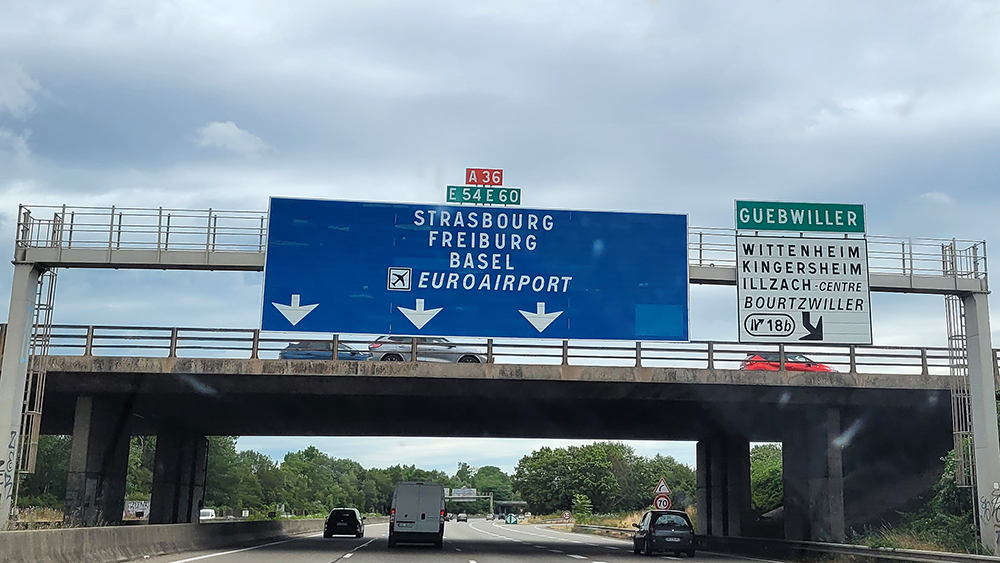 A 36
E 54 E 60
STRASBOURG
FREIBURG
BASEL
EUROAIRPORT
GUEBWILLER
WITTENHEIM
KINGERSHEIM
ILLZACH-CENTRE
BOURTZWILLER
18b
70